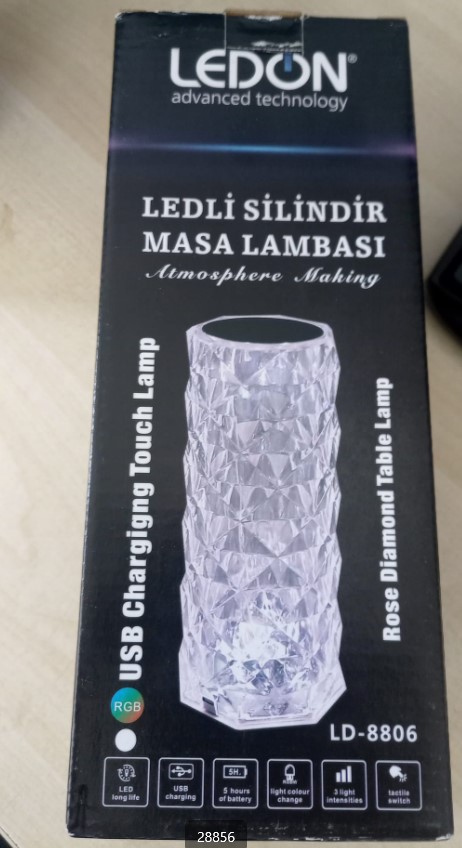 LEDON®
advanced technology
LEDLİ SİLİNDİR
MASA LAMBASI
Atmosphere Making
USB Chargigng Touch Lamp
Rose Diamond Table Lamp
RGB
LD-8806
LED
long life
USB
charging
5H.
5 hours
of battery
light colour
change
3 light
intensities
tactile
switch
28856